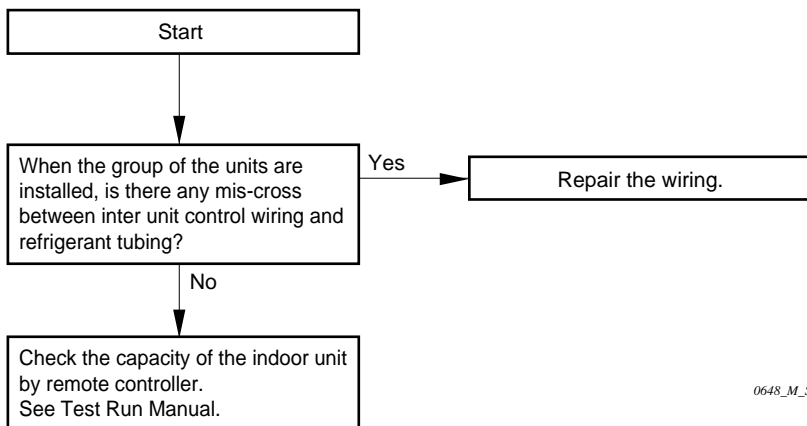 Start
When the group of the units are
installed, is there any mis-cross
between inter unit control wiring and
refrigerant tubing?
Yes
Repair the wiring.
No
Check the capacity of the indoor unit
by remote controller.
See Test Run Manual.